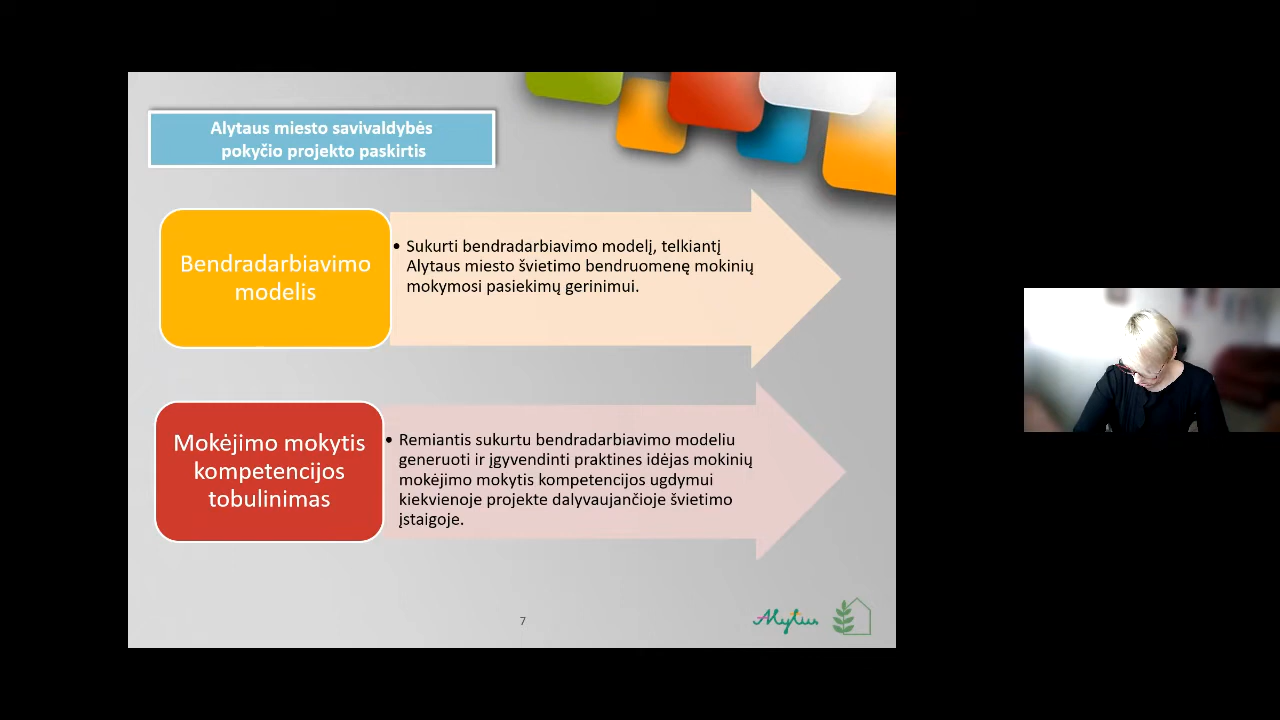 Alytaus miesto savivaldybės
pokyčio projekto paskirtis
Bendradarbiavimo
modelis
• Sukurti bendradarbiavimo modelį, telkiantį
Alytaus miesto švietimo bendruomenę mokinių
mokymosi pasiekimų gerinimui.
Mokėjimo mokytis
kompetencijos
tobulinimas
• Remiantis sukurtu bendradarbiavimo modeliu
generuoti ir įgyvendinti praktines idėjas mokinių
mokėjimo mokytis kompetencijos ugdymui
kiekvienoje projekte dalyvaujančioje švietimo
įstaigoje.
7
Alytus